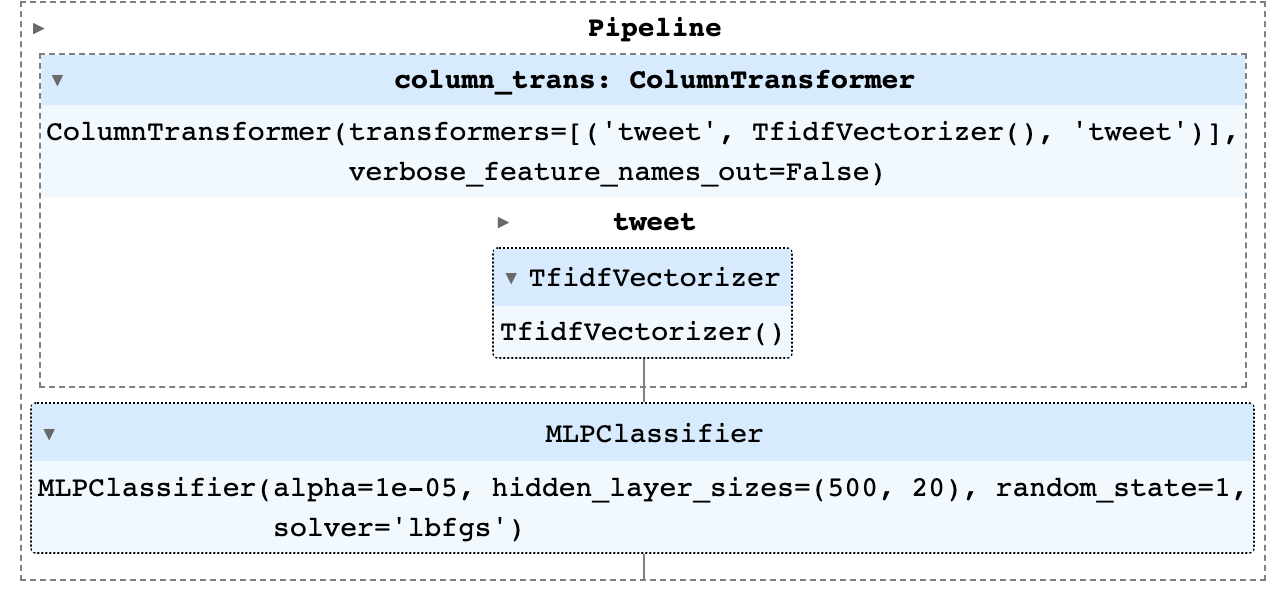 Pipeline
column_trans: ColumnTransformer
ColumnTransformer(transformers=[('tweet', TfidfVectorizer(), 'tweet')],
verbose_feature_names_out=False)
tweet
TfidfVectorizer
TfidfVectorizer()
MLPClassifier
MLPClassifier(alpha=1e-05, hidden_layer_sizes=(500, 20), random_state=1,
solver='lbfgs')